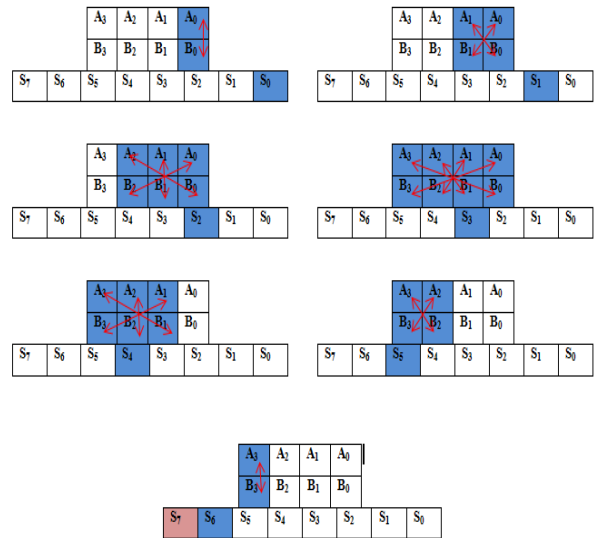 A₃ A₂ A₁ A₀
B₃ B₂ B₁ B₀
S₇ S₆ S₅ S₄ S₃ S₂ S₁ S₀
A₃ A₂ A₁ A₀
B₃ B₂ B₁ B₀
S₇ S₆ S₅ S₄ S₃ S₂ S₁ S₀
A₃ A₂ A₁ A₀
B₃ B₂ B₁ B₀
S₇ S₆ S₅ S₄ S₃ S₂ S₁ S₀
A₃ A₂ A₁ A₀
B₃ B₂ B₁ B₀
S₇ S₆ S₅ S₄ S₃ S₂ S₁ S₀
A₃ A₂ A₁ A₀
B₃ B₂ B₁ B₀
S₇ S₆ S₅ S₄ S₃ S₂ S₁ S₀
A₃ A₂ A₁ A₀
B₃ B₂ B₁ B₀
S₇ S₆ S₅ S₄ S₃ S₂ S₁ S₀
A₃ A₂ A₁ A₀
B₃ B₂ B₁ B₀
S₇ S₆ S₅ S₄ S₃ S₂ S₁ S₀